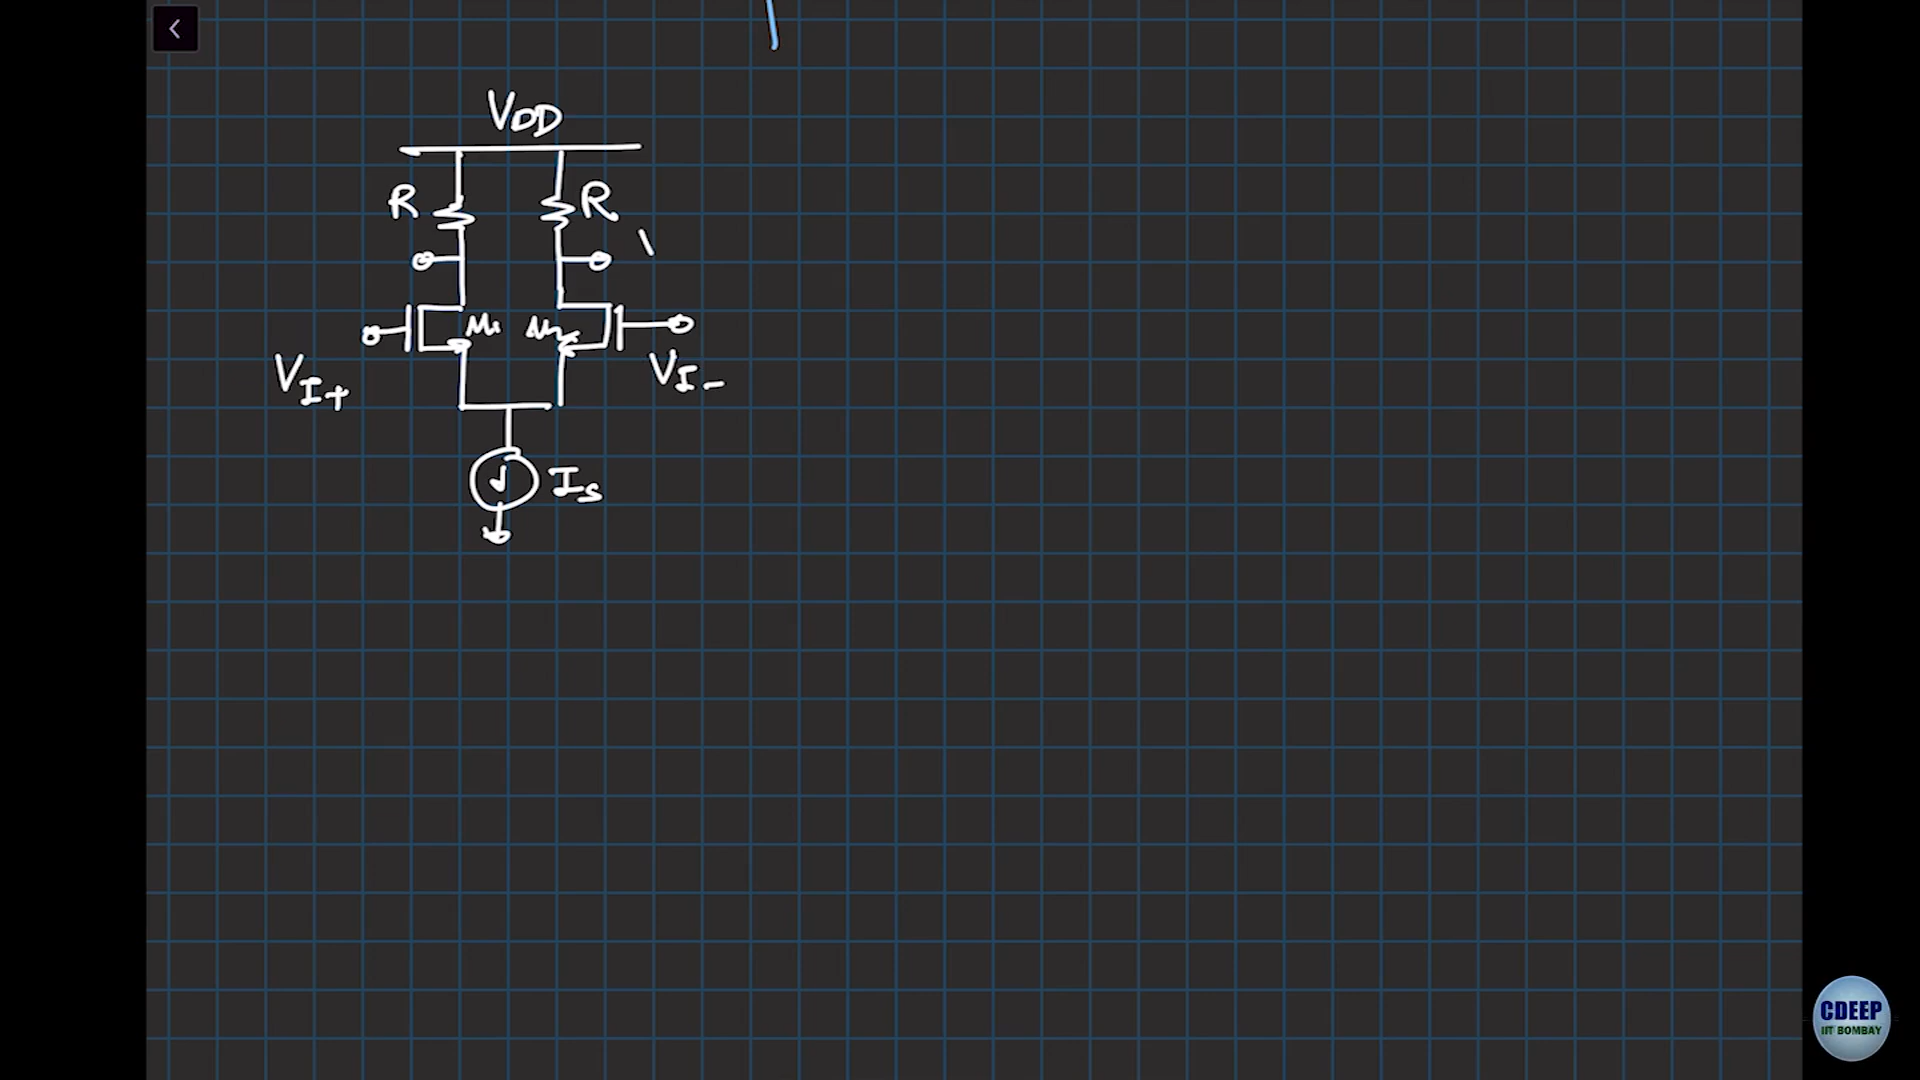 VDD
R R
M1 M2
VI+ VI-
Is
CDEEP
IIT BOMBAY